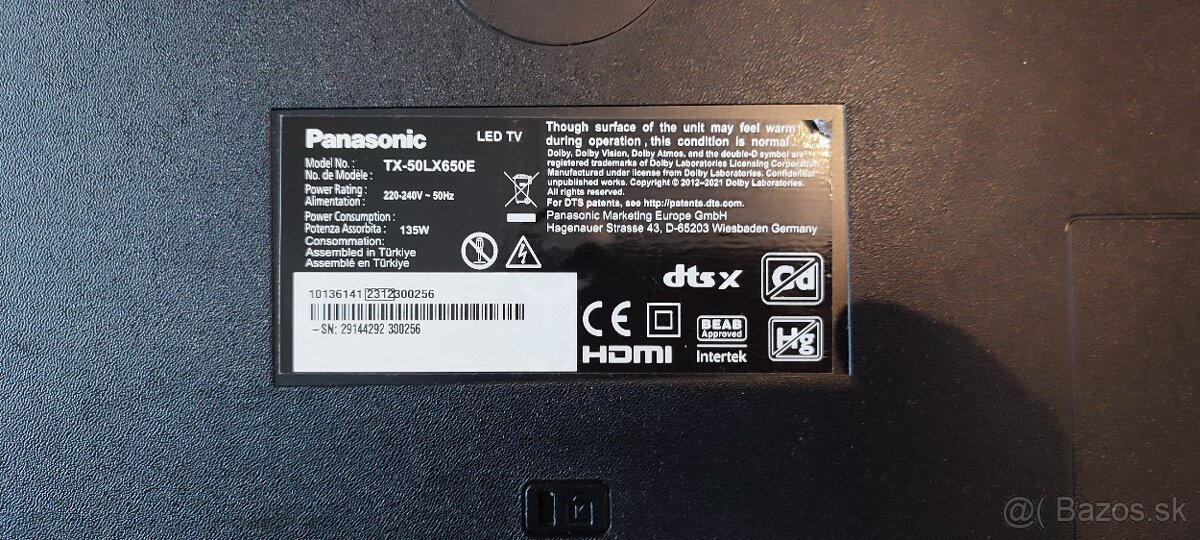 Panasonic
LED TV
Model No. :
No. de Modèle :
TX-50LX650E
Power Rating :
Alimentation :
220-240V ~ 50Hz
Power Consumption :
Potenza Assorbita :
135W
Consommation:
Assembled in Türkiye
Assemblé en Türkiye
Though surface of the unit may feel warm
during operation , this condition is normal.
Dolby, Dolby Vision, Dolby Atmos, and the double-D symbol are
registered trademarks of Dolby Laboratories Licensing Corporation.
Manufactured under license from Dolby Laboratories. Confidential
unpublished works. Copyright © 2012-2021 Dolby Laboratories.
All rights reserved.
For DTS patents, see http://patents.dts.com.
Panasonic Marketing Europe GmbH
Hagenauer Strasse 43, D-65203 Wiesbaden Germany
10136141 2312300256
-SN: 29144292 300256
dts x
Cd
CE
BEAB
Approved
Intertek
Hg
HDMI
@( Bazos.sk